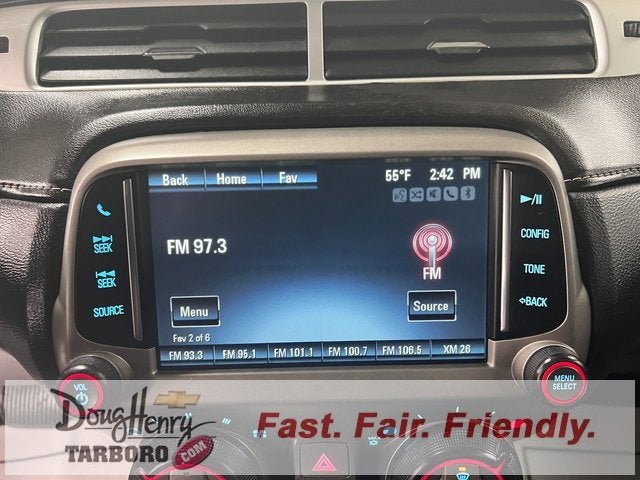 Back Home Fav 55°F 2:42 PM
SEEK
SEEK
SOURCE
FM 97.3
FM
Menu
Source
Fav 2 of 6
FM 93.3 FM 95.1 FM 101.1 FM 100.7 FM 106.5 XM 26
CONFIG
TONE
BACK
VOL
MENU
SELECT
Doug Henry
TARBORO.COM
Fast. Fair. Friendly.